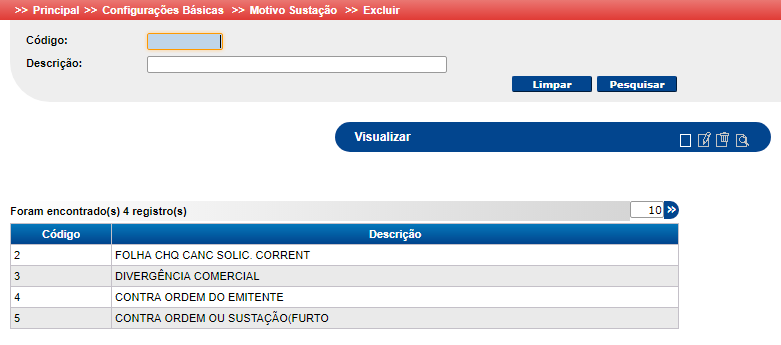 >> Principal >> Configurações Básicas >> Motivo Sustação >> Excluir
Código:
Descrição:
Limpar Pesquisar
Visualizar
Foram encontrado(s) 4 registro(s) 10 »
Código Descrição
2 FOLHA CHQ CANC SOLIC. CORRENT
3 DIVERGÊNCIA COMERCIAL
4 CONTRA ORDEM DO EMITENTE
5 CONTRA ORDEM OU SUSTAÇÃO(FURTO